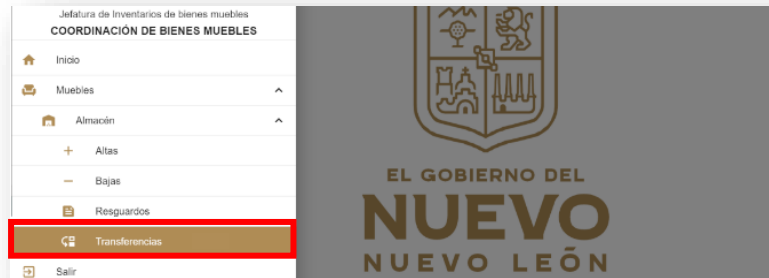 Jefatura de Inventarios de bienes muebles
COORDINACIÓN DE BIENES MUEBLES
Inicio
Muebles
Almacén
Altas
Bajas
Resguardos
Transferencias
Salir
EL GOBIERNO DEL
NUEVO
NUEVO LEÓN